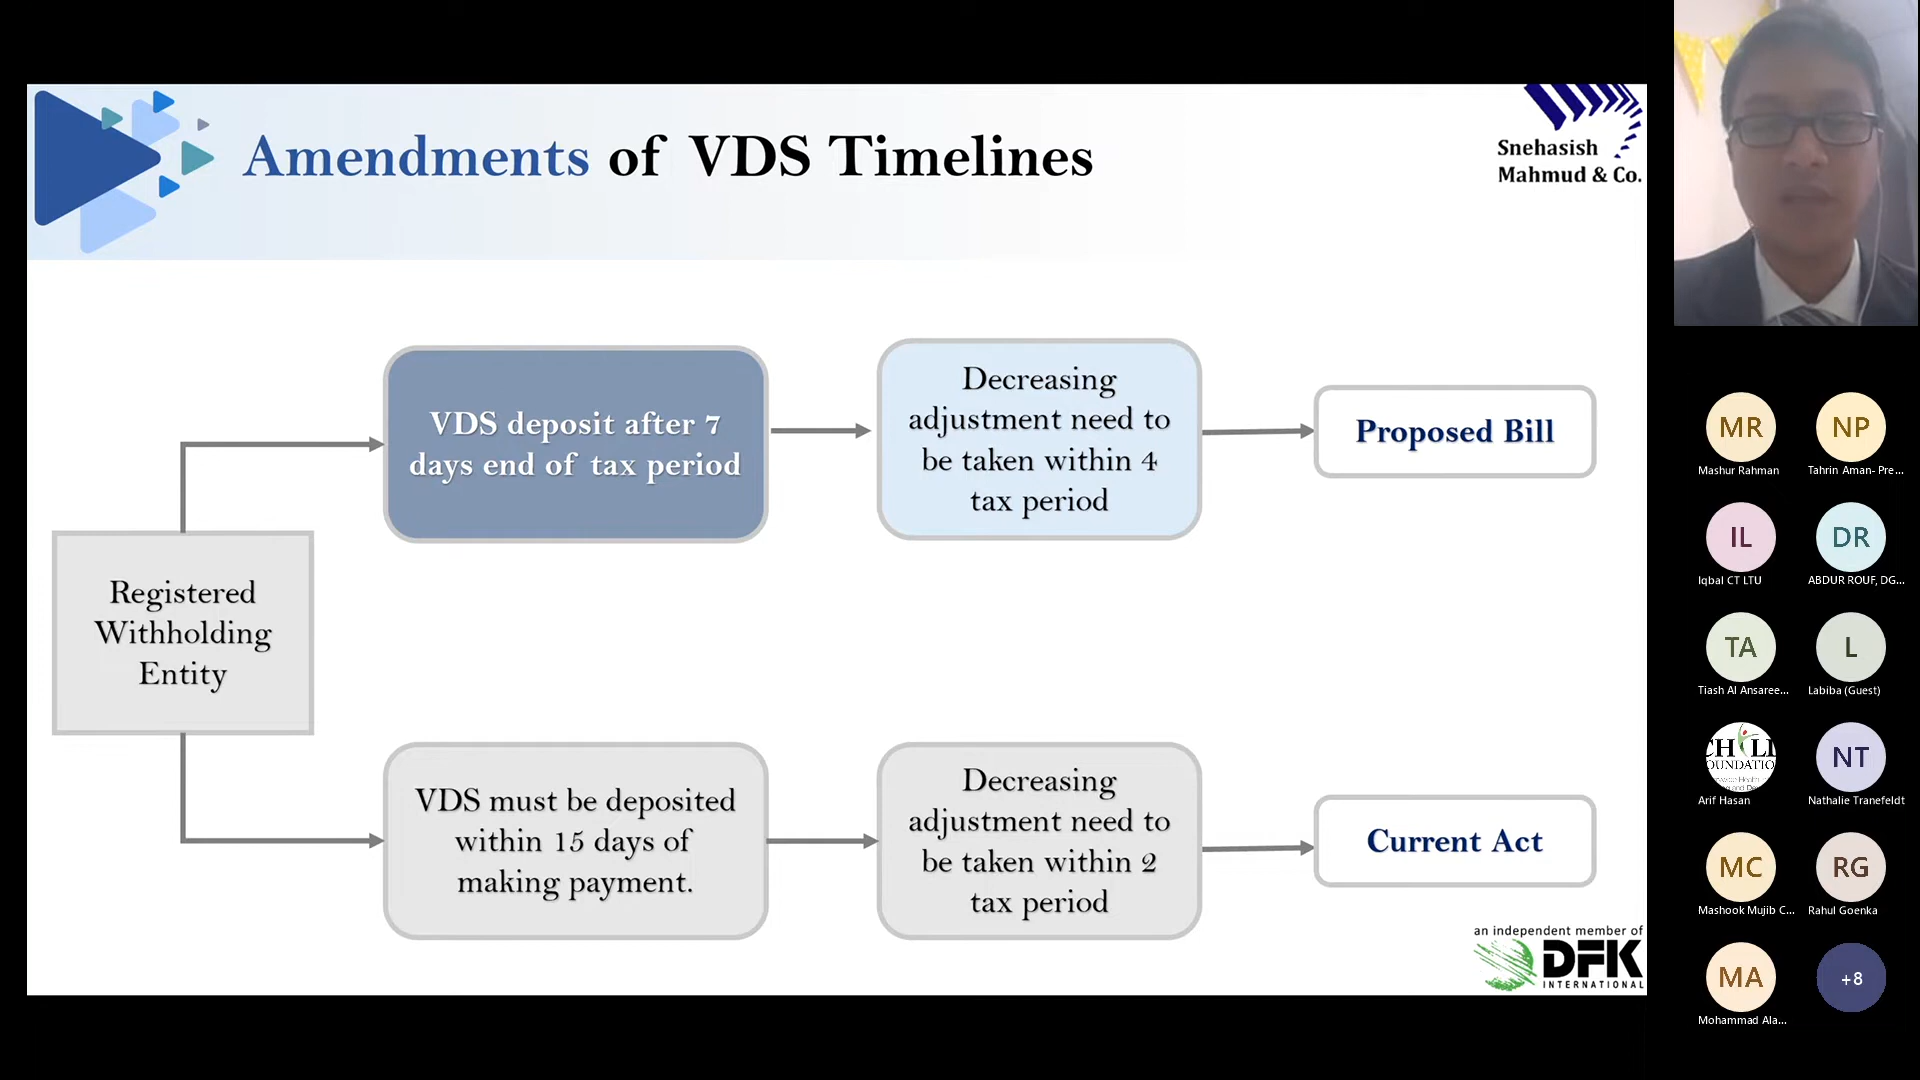 Amendments of VDS Timelines
Snehasish
Mahmud & Co.
VDS deposit after 7
days end of tax period
Decreasing
adjustment need to
be taken within 4
tax period
Proposed Bill
Registered
Withholding
Entity
VDS must be deposited
within 15 days of
making payment.
Decreasing
adjustment need to
be taken within 2
tax period
Current Act
an independent member of
DFK
INTERNATIONAL
MR
NP
Mashur Rahman
Tahrin Aman- Pre...
IL
DR
Iqbal CT LTU
ABDUR ROUF, DG...
TA
L
Tiash Al Ansaree...
Labiba (Guest)
NT
Arif Hasan
Nathalie Tranefeldt
MC
RG
Mashook Mujib C...
Rahul Goenka
MA
+8
Mohammad Ala...